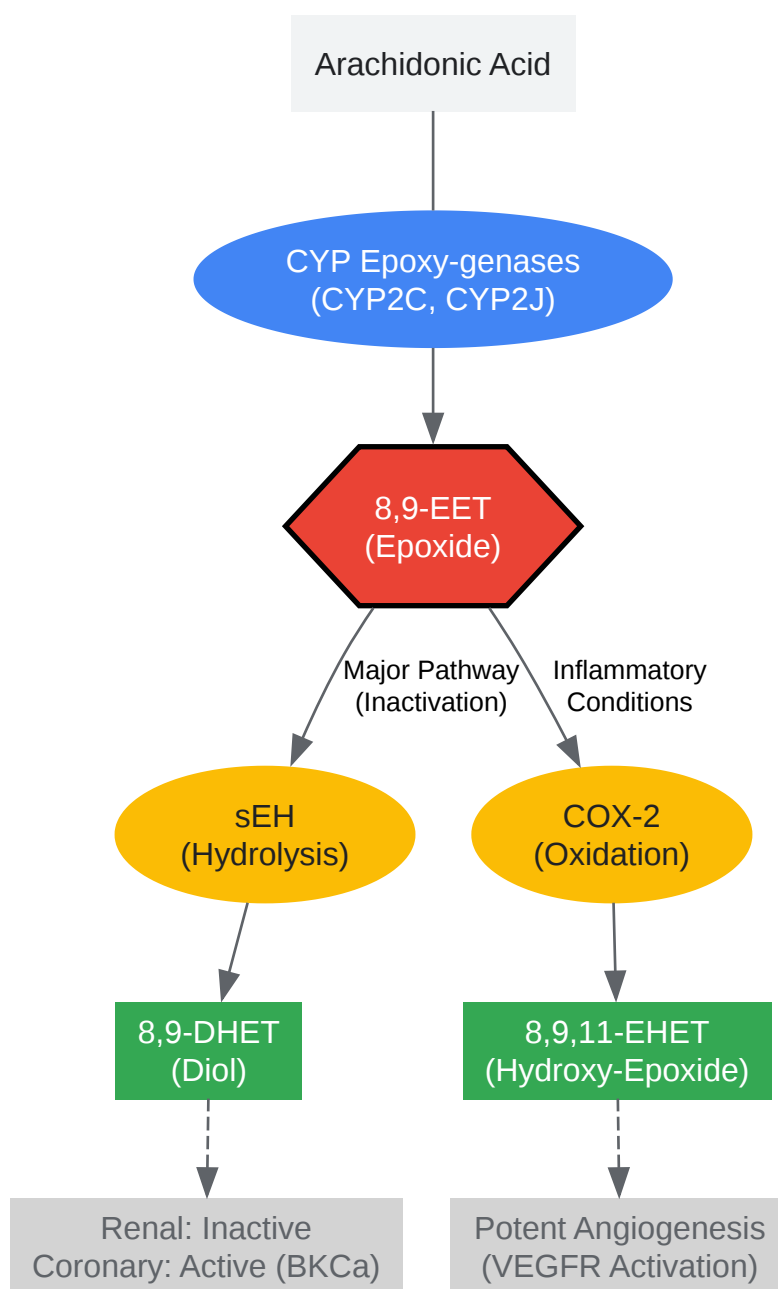 Arachidonic Acid
CYP Epoxy-genases
(CYP2C, CYP2J)
8,9-EET
(Epoxide)
Major Pathway
(Inactivation)
Inflammatory
Conditions
sEH
(Hydrolysis)
COX-2
(Oxidation)
8,9-DHET
(Diol)
8,9,11-EHET
(Hydroxy-Epoxide)
Renal: Inactive
Coronary: Active (BKCa)
Potent Angiogenesis
(VEGFR Activation)